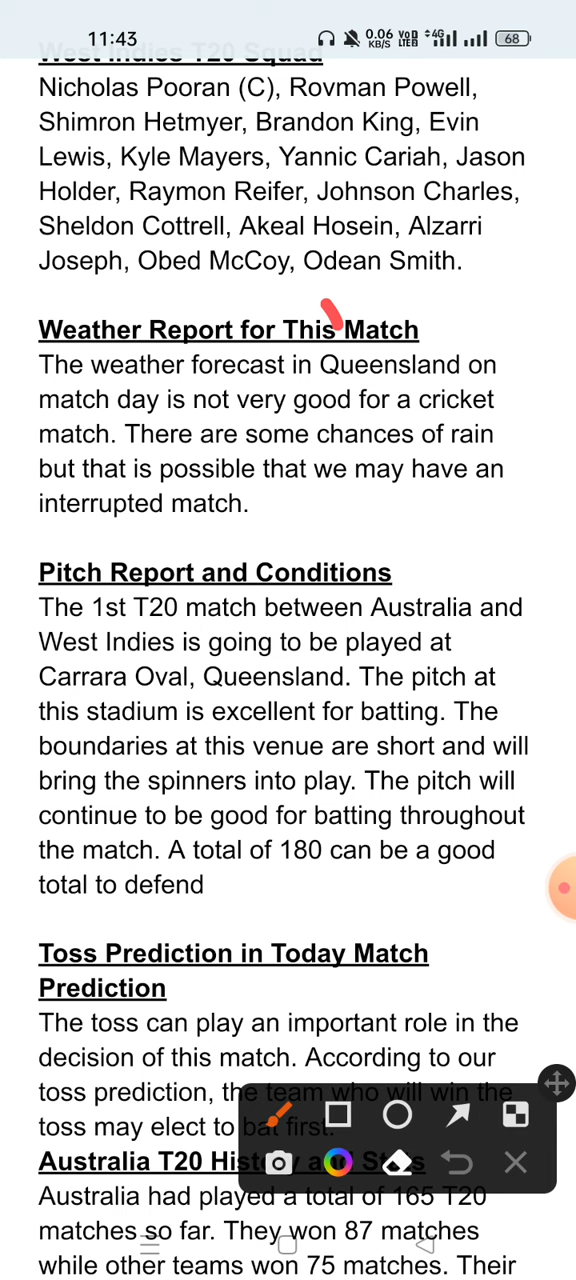 11:43
0.06 KB/S VoD LTE 4G 68
West Indies T20 Squad
Nicholas Pooran (C), Rovman Powell,
Shimron Hetmyer, Brandon King, Evin
Lewis, Kyle Mayers, Yannic Cariah, Jason
Holder, Raymon Reifer, Johnson Charles,
Sheldon Cottrell, Akeal Hosein, Alzarri
Joseph, Obed McCoy, Odean Smith.
Weather Report for This Match
The weather forecast in Queensland on
match day is not very good for a cricket
match. There are some chances of rain
but that is possible that we may have an
interrupted match.
Pitch Report and Conditions
The 1st T20 match between Australia and
West Indies is going to be played at
Carrara Oval, Queensland. The pitch at
this stadium is excellent for batting. The
boundaries at this venue are short and will
bring the spinners into play. The pitch will
continue to be good for batting throughout
the match. A total of 180 can be a good
total to defend
Toss Prediction in Today Match
Prediction
The toss can play an important role in the
decision of this match. According to our
toss prediction, the team who will win the
toss may elect to bat first.
Australia T20 History and Stats
Australia had played a total of 165 T20
matches so far. They won 87 matches
while other teams won 75 matches. Their